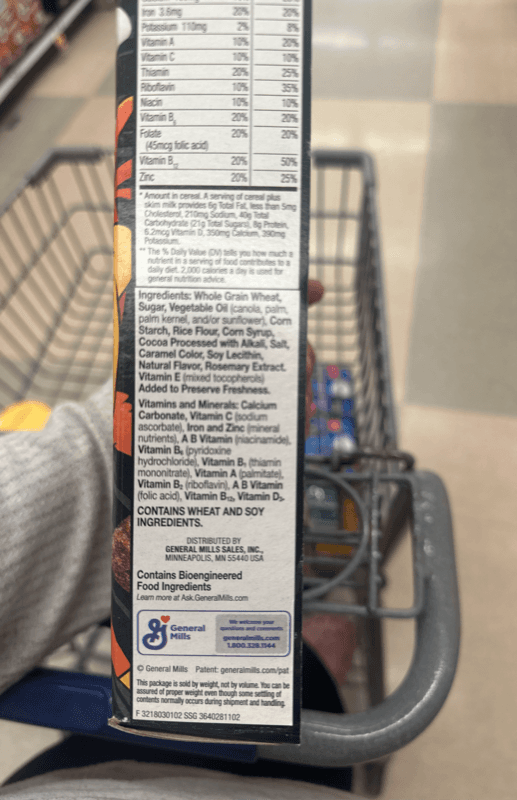 Iron 3.6mg 20% 20%
Potassium 110mg 2% 8%
Vitamin A 10% 20%
Vitamin C 10% 10%
Thiamin 20% 25%
Riboflavin 10% 35%
Niacin 10% 10%
Vitamin B6 20% 20%
Folate 20% 20%
(45mcg folic acid)
Vitamin B12 20% 50%
Zinc 20% 25%
* Amount in cereal. A serving of cereal plus
skim milk provides 6g Total Fat, less than 5mg
Cholesterol, 210mg Sodium, 40g Total
Carbohydrate (21g Total Sugars), 8g Protein,
6.2mcg Vitamin D, 350mg Calcium, 390mg
Potassium.
** The % Daily Value (DV) tells you how much a
nutrient in a serving of food contributes to a
daily diet. 2,000 calories a day is used for
general nutrition advice.
Ingredients: Whole Grain Wheat,
Sugar, Vegetable Oil (canola, palm,
palm kernel, and/or sunflower), Corn
Starch, Rice Flour, Corn Syrup,
Cocoa Processed with Alkali, Salt,
Caramel Color, Soy Lecithin,
Natural Flavor, Rosemary Extract.
Vitamin E (mixed tocopherols)
Added to Preserve Freshness.
Vitamins and Minerals: Calcium
Carbonate, Vitamin C (sodium
ascorbate), Iron and Zinc (mineral
nutrients), A B Vitamin (niacinamide),
Vitamin B6 (pyridoxine
hydrochloride), Vitamin B1 (thiamin
mononitrate), Vitamin A (palmitate),
Vitamin B2 (riboflavin), A B Vitamin
(folic acid), Vitamin B12, Vitamin D3.
CONTAINS WHEAT AND SOY
INGREDIENTS.
DISTRIBUTED BY
GENERAL MILLS SALES, INC.,
MINNEAPOLIS, MN 55440 USA
Contains Bioengineered
Food Ingredients
Learn more at Ask.GeneralMills.com
General Mills
We welcome your
questions and comments
generalmills.com
1.800.328.1144
© General Mills Patent: generalmills.com/pat
This package is sold by weight, not by volume. You can be
assured of proper weight even though some settling of
contents normally occurs during shipment and handling.
F 3218030102 SSG 3640281102